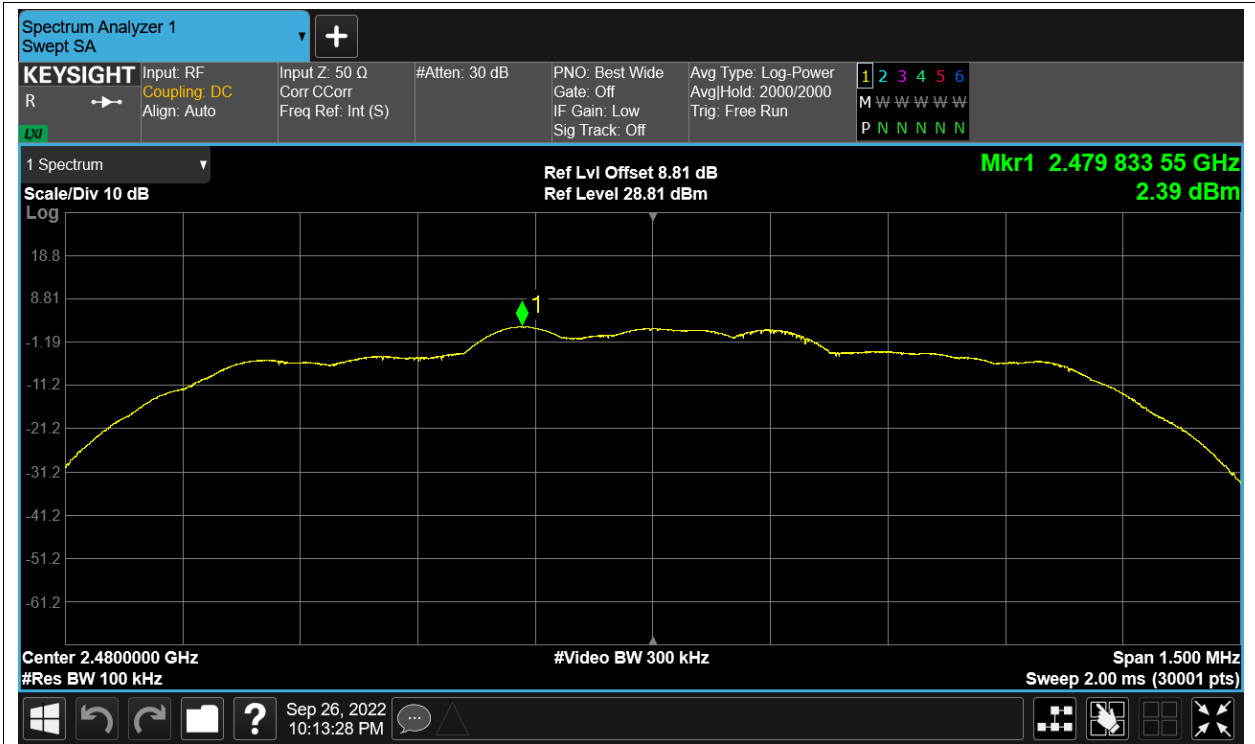 Spectrum Analyzer 1
Swept SA
KEYSIGHT
R
LXI
Input: RF
Coupling: DC
Align: Auto
Input Z: 50 Ω
Corr CCorr
Freq Ref: Int (S)
#Atten: 30 dB
PNO: Best Wide
Gate: Off
IF Gain: Low
Sig Track: Off
Avg Type: Log-Power
Avg|Hold: 2000/2000
Trig: Free Run
1 2 3 4 5 6
M W W W W W
P N N N N N
1 Spectrum
Scale/Div 10 dB
Log
Ref Lvl Offset 8.81 dB
Ref Level 28.81 dBm
Mkr1 2.479 833 55 GHz
2.39 dBm
18.8
8.81
1
-1.19
-11.2
-21.2
-31.2
-41.2
-51.2
-61.2
Center 2.4800000 GHz
#Video BW 300 kHz
Span 1.500 MHz
#Res BW 100 kHz
Sweep 2.00 ms (30001 pts)
?
Sep 26, 2022
10:13:28 PM